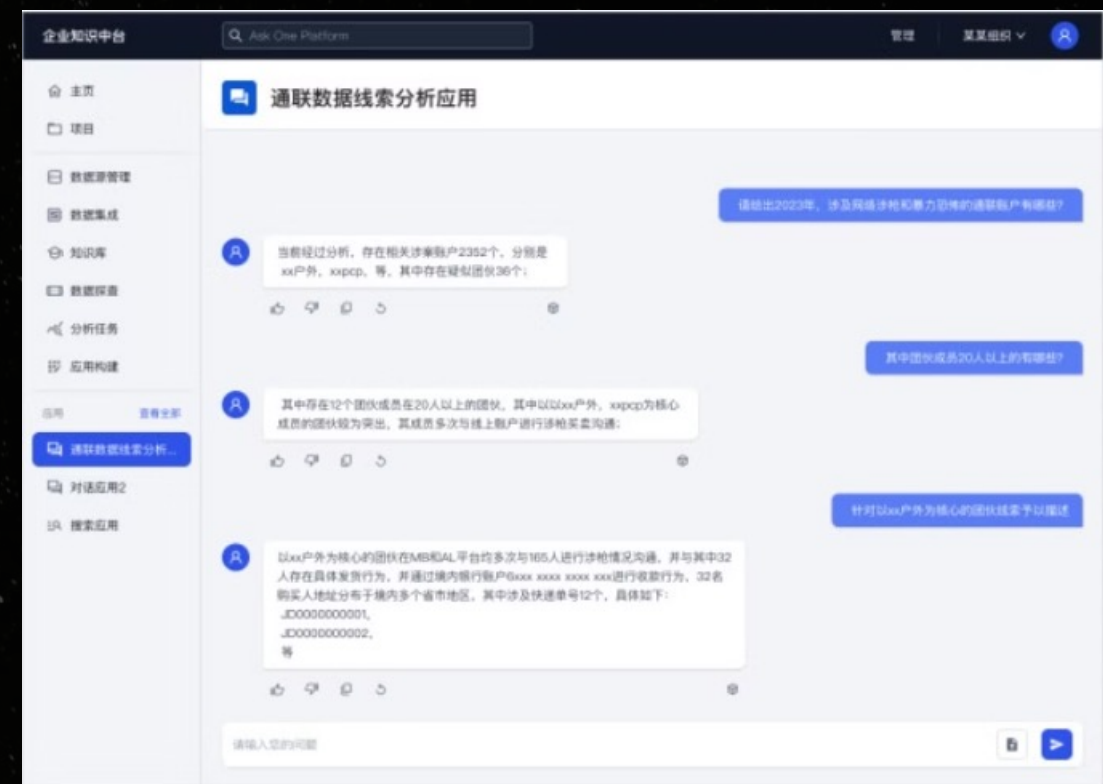 企业知识中台
Ask One Platform
管理
某某组织
主页
项目
通联数据线索分析应用
数据源管理
数据集成
知识库
数据探查
分析任务
应用构建
应用
查看全部
通联数据线索分析...
对话应用2
搜索应用
请给出2023年,涉及网络涉枪和暴力恐怖的通联账户有哪些?
当前经过分析,存在相关涉案账户2352个,分别是
xx户外,xxpcp,等,其中存在疑似团伙36个;
其中团伙成员20人以上的有哪些?
其中存在12个团伙成员在20人以上的团伙,其中以以xx户外,xxpcp为核心
成员的团伙较为突出,其成员多次与线上账户进行涉枪买卖沟通;
针对以xx户外为核心的团伙线索予以描述
以xx户外为核心的团伙在MB和AL平台均多次与165人进行涉枪情况沟通,并与其中32
人存在具体发货行为,并通过境内银行账户6xxx xxxx xxxx xxx进行收款行为,32名
购买人地址分布于境内多个省市地区,其中涉及快递单号12个,具体如下:
JD0000000001,
JD0000000002,
等
请输入您的问题